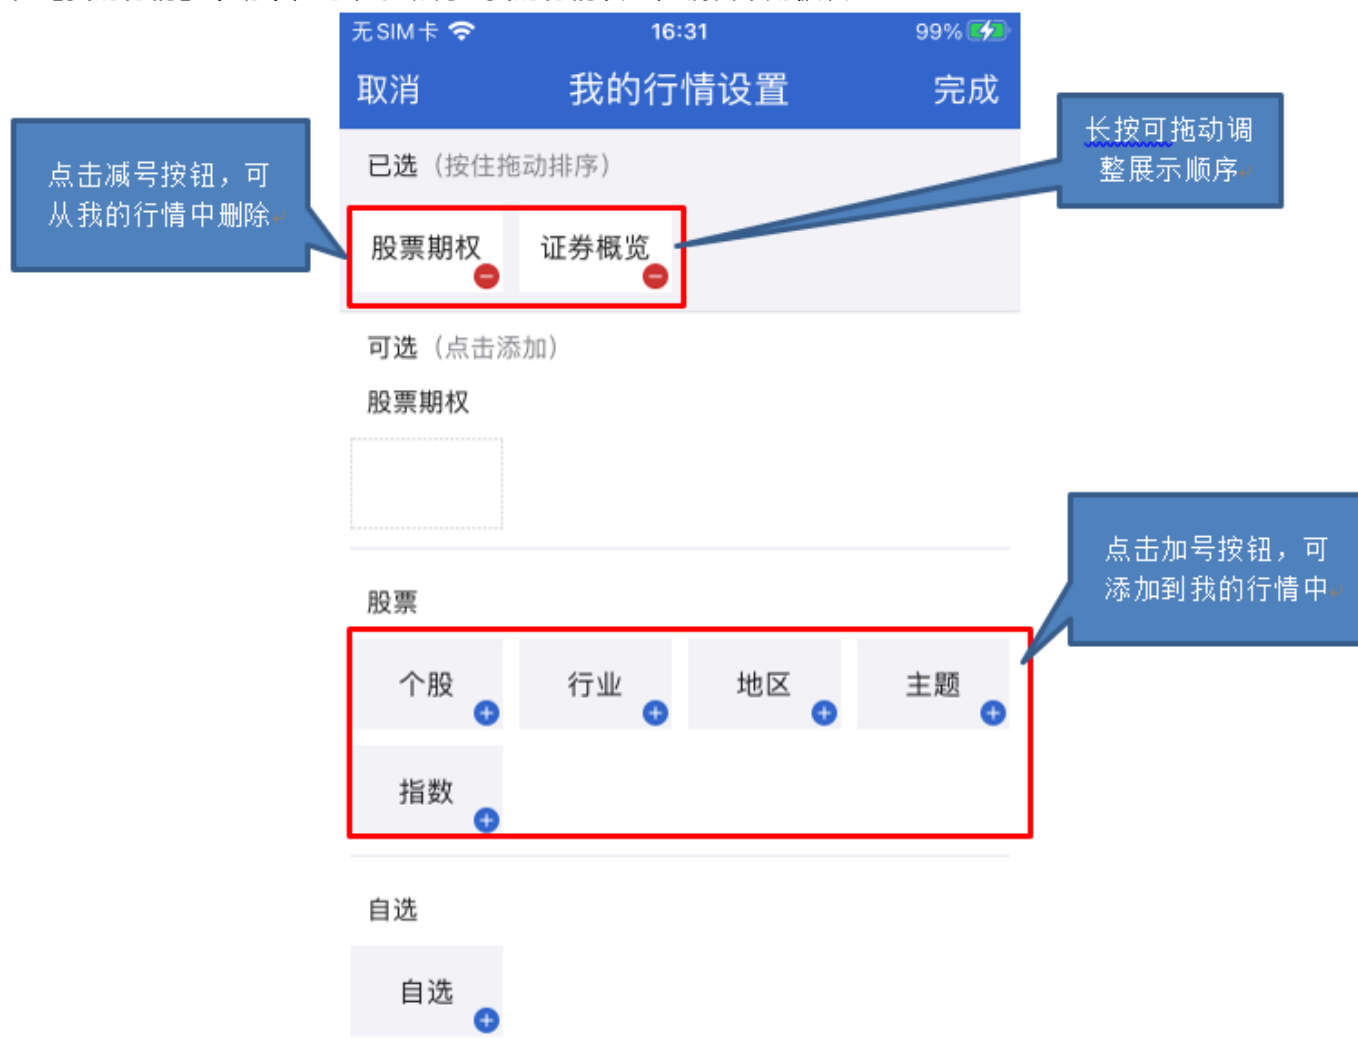 无SIM卡 16:31 99%
取消 我的行情设置 完成
长按可拖动调
整展示顺序
点击减号按钮，可
从我的行情中删除
已选（按住拖动排序）
股票期权 证券概览
可选（点击添加）
股票期权
点击加号按钮，可
添加到我的行情中
股票
个股 行业 地区 主题
指数
自选
自选